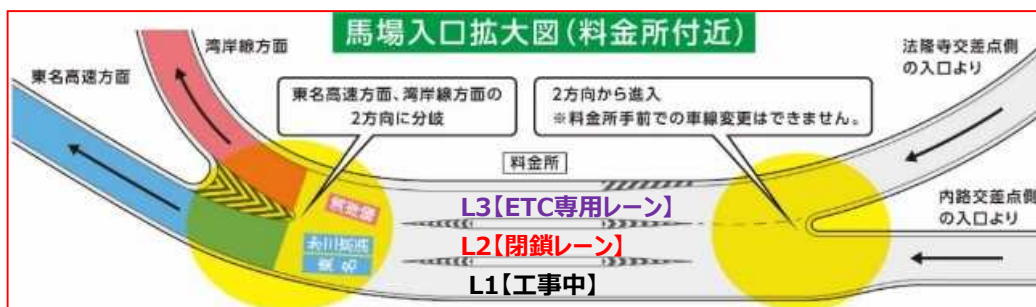 馬場入口拡大図(料金所付近)
湾岸線方面
東名高速方面
東名高速方面、湾岸線方面の
2方向に分岐
2方向から進入
※料金所手前での車線変更はできません。
法隆寺交差点側
の入口より
料金所
内路交差点側
の入口より
L3【ETC専用レーン】
L2【閉鎖レーン】
L1【工事中】